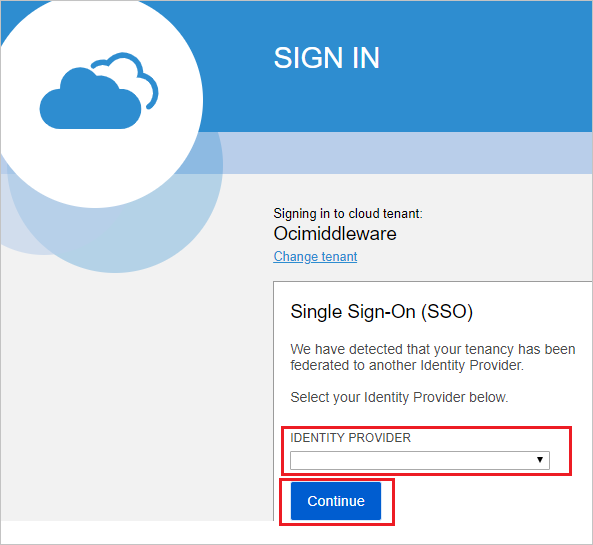 SIGN IN
Signing in to cloud tenant:
Ocimiddleware
Change tenant
Single Sign-On (SSO)
We have detected that your tenancy has been
federated to another Identity Provider.
Select your Identity Provider below.
IDENTITY PROVIDER
Continue